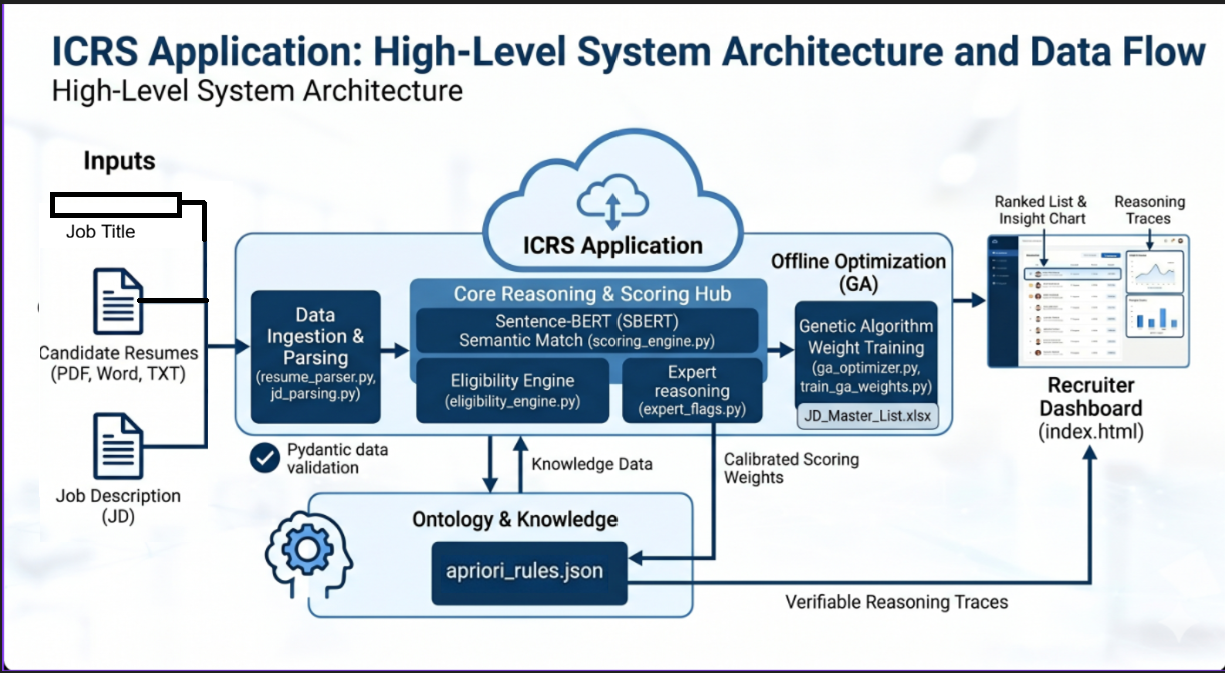 ICRS Application: High-Level System Architecture and Data Flow
High-Level System Architecture
Inputs
Job Title
Candidate Resumes
(PDF, Word, TXT)
Job Description
(JD)
ICRS Application
Data
Ingestion &
Parsing
(resume_parser.py,
jd_parsing.py)
Pydantic data
validation
Core Reasoning & Scoring Hub
Sentence-BERT (SBERT)
Semantic Match (scoring_engine.py)
Eligibility Engine
(eligibility_engine.py)
Expert
reasoning
(expert_flags.py)
Offline Optimization
(GA)
Genetic Algorithm
Weight Training
(ga_optimizer.py,
train_ga_weights.py)
JD_Master_List.xlsx
Knowledge Data
Calibrated Scoring
Weights
Ontology & Knowledge
apriori_rules.json
Verifiable Reasoning Traces
Ranked List &
Insight Chart
Reasoning
Traces
Recruiter
Dashboard
(index.html)